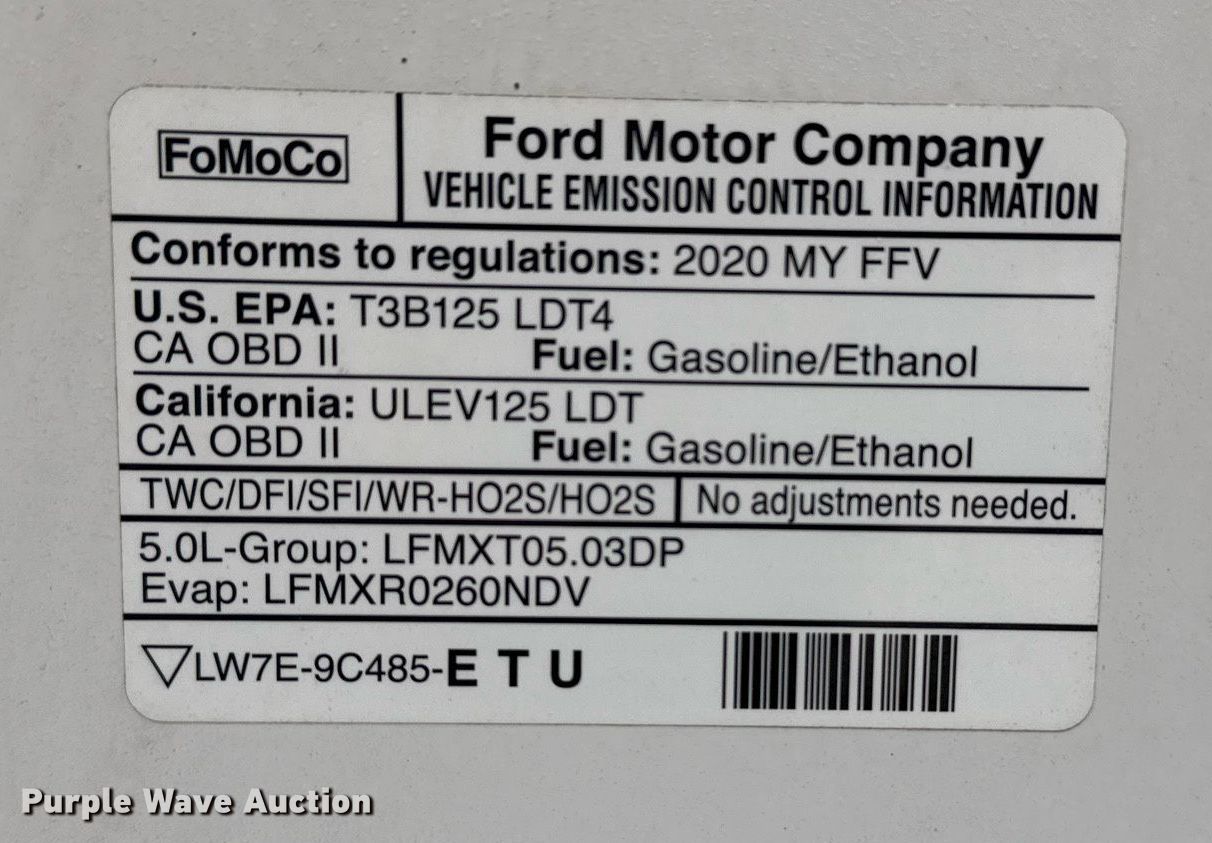 FoMoCo
Ford Motor Company
VEHICLE EMISSION CONTROL INFORMATION
Conforms to regulations: 2020 MY FFV
U.S. EPA: T3B125 LDT4
CA OBD II Fuel: Gasoline/Ethanol
California: ULEV125 LDT
CA OBD II Fuel: Gasoline/Ethanol
TWC/DFI/SFI/WR-HO2S/HO2S No adjustments needed.
5.0L-Group: LFMXT05.03DP
Evap: LFMXR0260NDV
▽LW7E-9C485-E T U
Purple Wave Auction